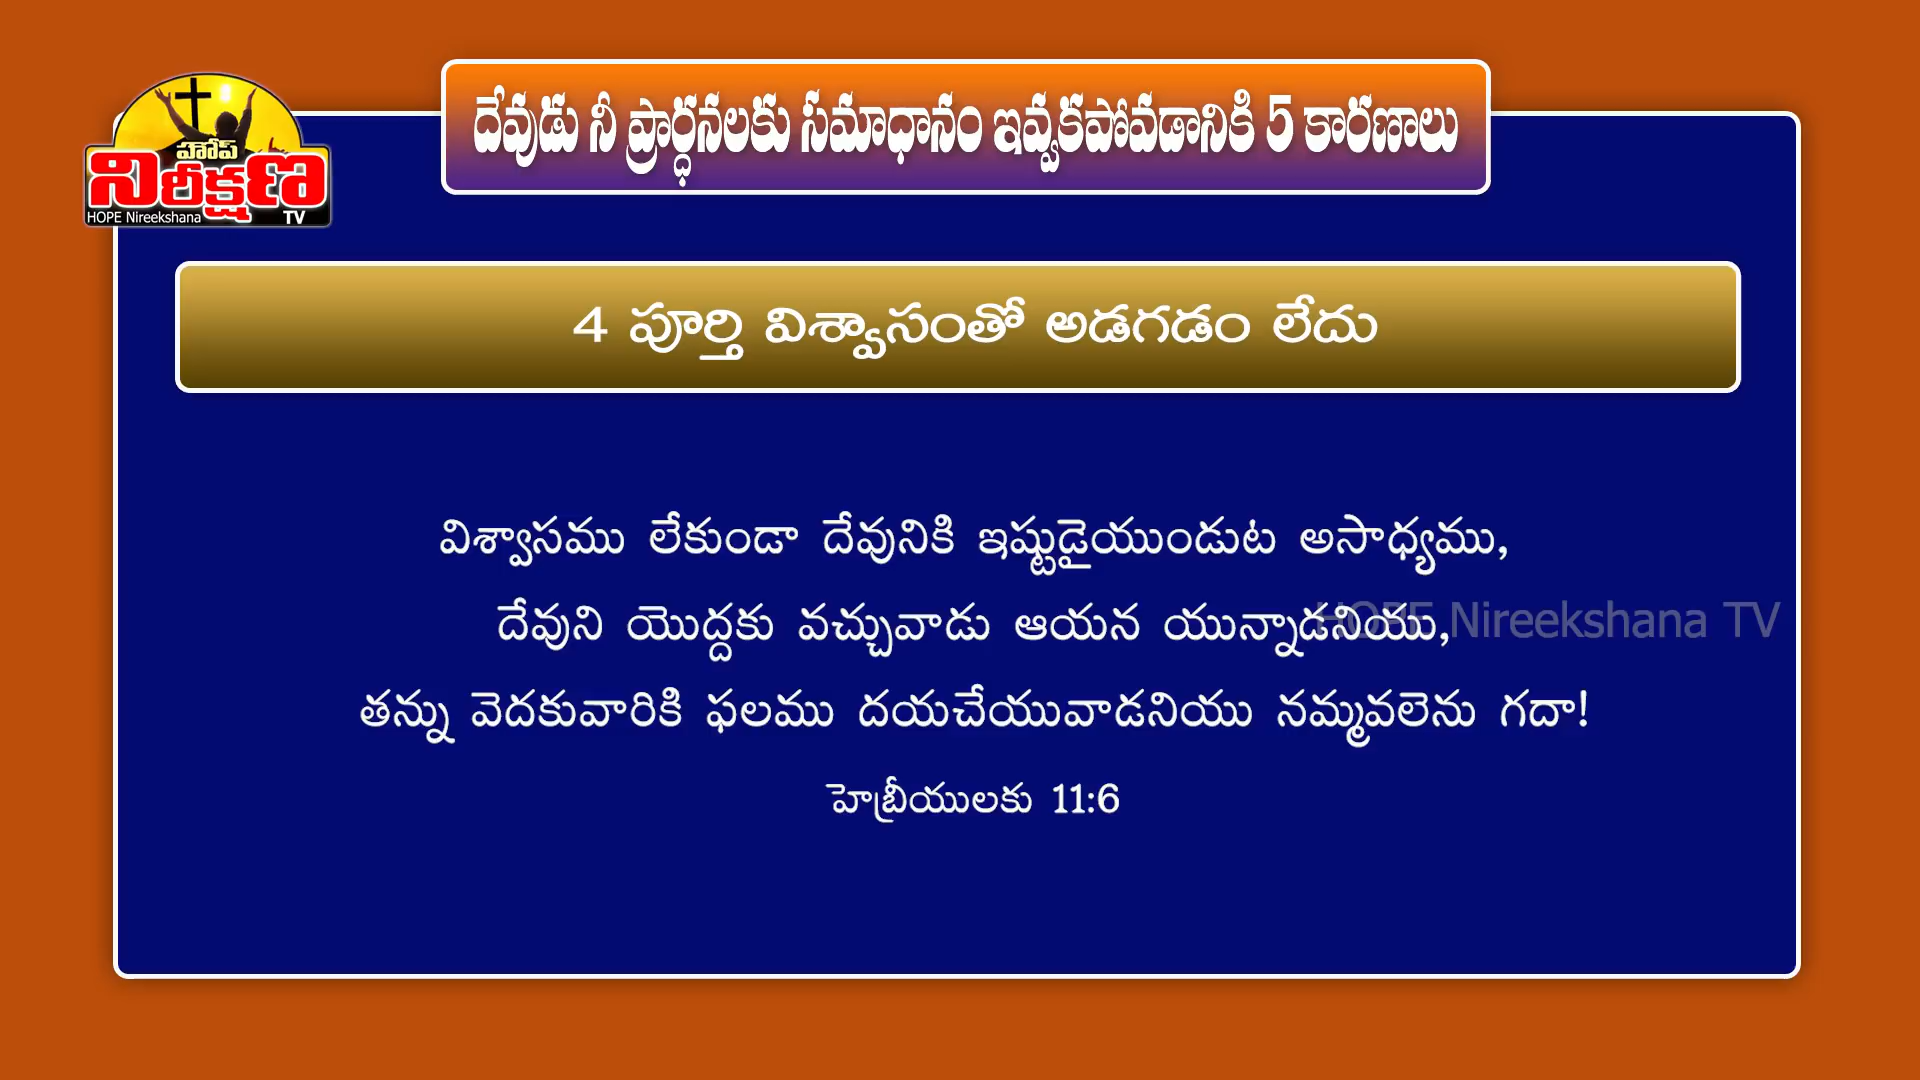 దేవుడు నీ ప్రార్ధనలకు సమాధానం ఇవ్వకపోవడానికి 5 కారణాలు
హోప్
నిరీక్షణ
HOPE Nireekshana TV
4 పూర్తి విశ్వాసంతో అడగడం లేదు
విశ్వాసము లేకుండా దేవునికి ఇష్టుడైయుండుట అసాధ్యము,
దేవుని యొద్దకు వచ్చువాడు ఆయన యున్నాడనియు,
HOPE Nireekshana TV
తన్ను వెదకువారికి ఫలము దయచేయువాడనియు నమ్మవలెను గదా!
హెబ్రీయులకు 11:6